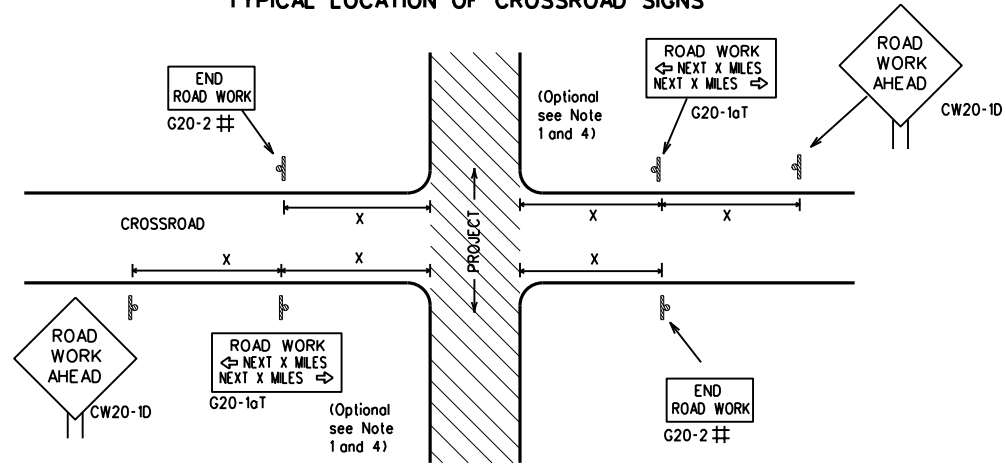 TYPICAL LOCATION OF CROSSROAD SIGNS
END
ROAD WORK
G20-2 #
(Optional
see Note
1 and 4)
ROAD WORK
⇦ NEXT X MILES
NEXT X MILES ⇨
G20-1aT
ROAD
WORK
AHEAD
CW20-1D
CROSSROAD
X
X
X
PROJECT
X
X
X
ROAD
WORK
AHEAD
CW20-1D
ROAD WORK
⇦ NEXT X MILES
NEXT X MILES ⇨
G20-1aT
(Optional
see Note
1 and 4)
END
ROAD WORK
G20-2 #